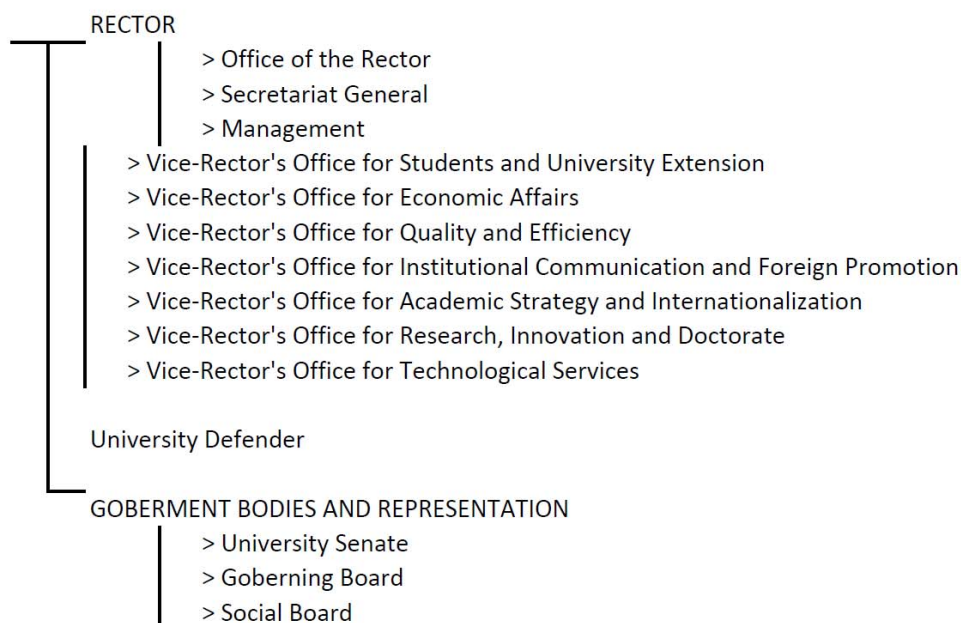 RECTOR
> Office of the Rector
> Secretariat General
> Management
> Vice-Rector's Office for Students and University Extension
> Vice-Rector's Office for Economic Affairs
> Vice-Rector's Office for Quality and Efficiency
> Vice-Rector's Office for Institutional Communication and Foreign Promotion
> Vice-Rector's Office for Academic Strategy and Internationalization
> Vice-Rector's Office for Research, Innovation and Doctorate
> Vice-Rector's Office for Technological Services
University Defender
GOBERMENT BODIES AND REPRESENTATION
> University Senate
> Goberning Board
> Social Board